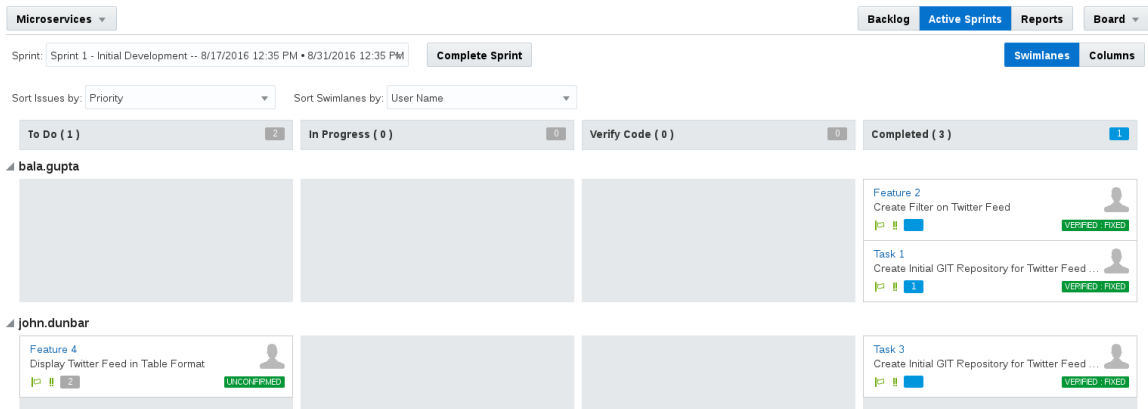 Microservices
Backlog Active Sprints Reports Board
Sprint: Sprint 1 - Initial Development -- 8/17/2016 12:35 PM • 8/31/2016 12:35 PM Complete Sprint Swimlanes Columns
Sort Issues by: Priority Sort Swimlanes by: User Name
To Do ( 1 ) 2 In Progress ( 0 ) 0 Verify Code ( 0 ) 0 Completed ( 3 ) 1
bala.gupta
Feature 2
Create Filter on Twitter Feed
VERIFIED : FIXED
Task 1
Create Initial GIT Repository for Twitter Feed ...
1 VERIFIED : FIXED
john.dunbar
Feature 4
Display Twitter Feed in Table Format
2 UNCONFIRMED
Task 3
Create Initial GIT Repository for Twitter Feed ...
VERIFIED : FIXED